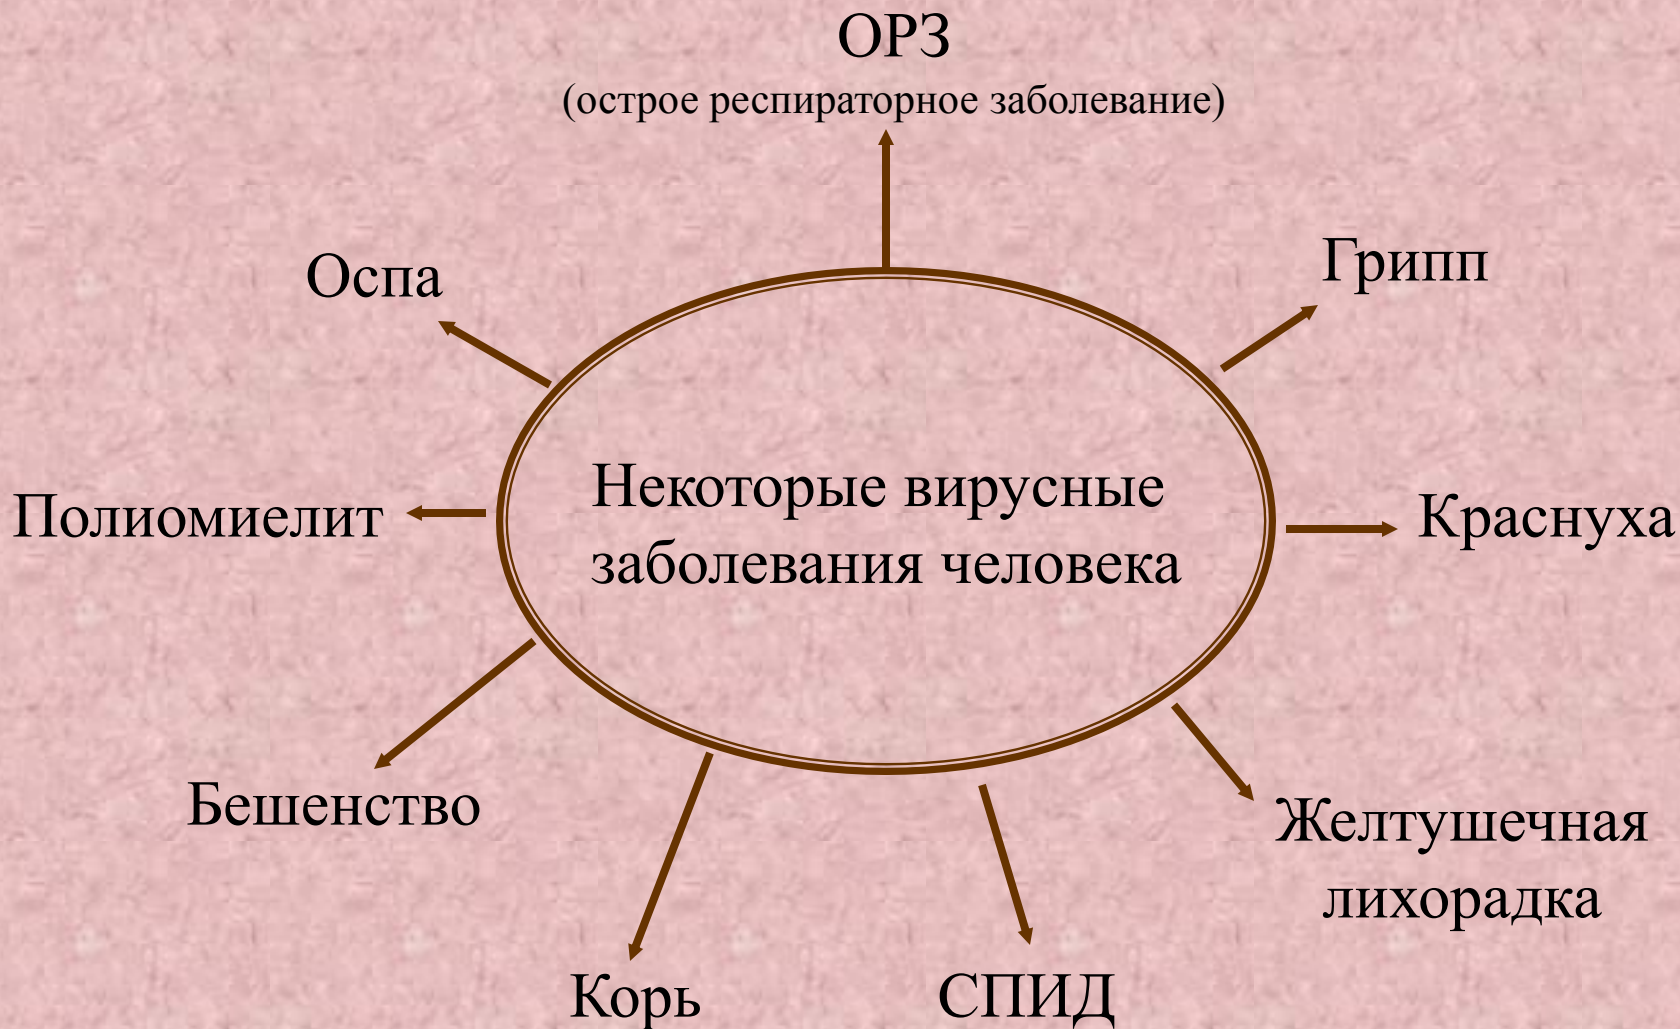 ОРЗ
(острое респираторное заболевание)
Оспа
Грипп
Некоторые вирусные
заболевания человека
Полиомиелит
Краснуха
Бешенство
Желтушечная
лихорадка
Корь
СПИД